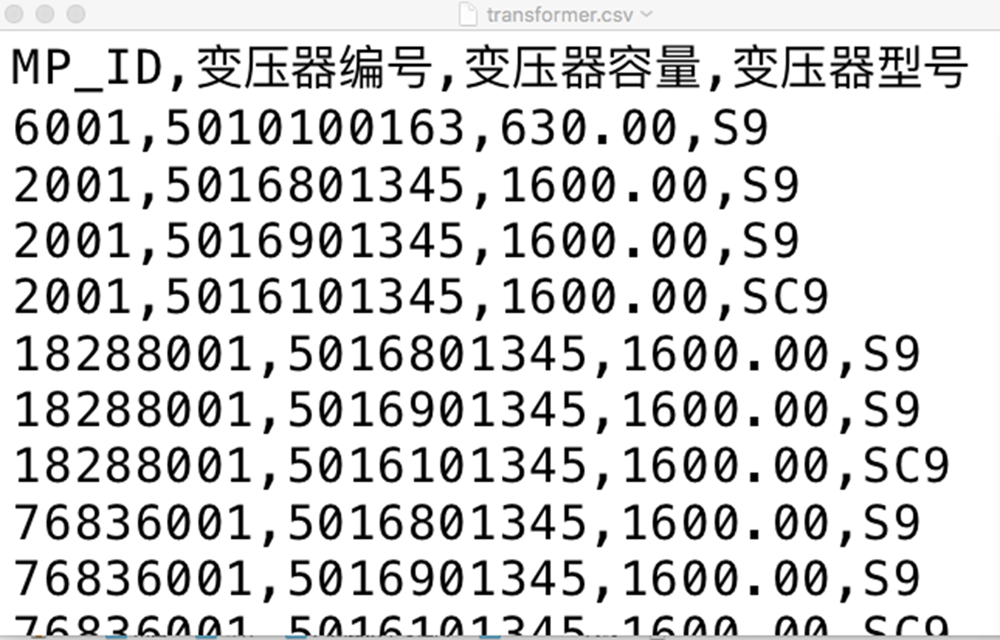 transformer.csv
MP_ID,变压器编号,变压器容量,变压器型号
6001,5010100163,630.00,S9
2001,5016801345,1600.00,S9
2001,5016901345,1600.00,S9
2001,5016101345,1600.00,SC9
18288001,5016801345,1600.00,S9
18288001,5016901345,1600.00,S9
18288001,5016101345,1600.00,SC9
76836001,5016801345,1600.00,S9
76836001,5016901345,1600.00,S9
76836001,5016101345,1600.00,SC9